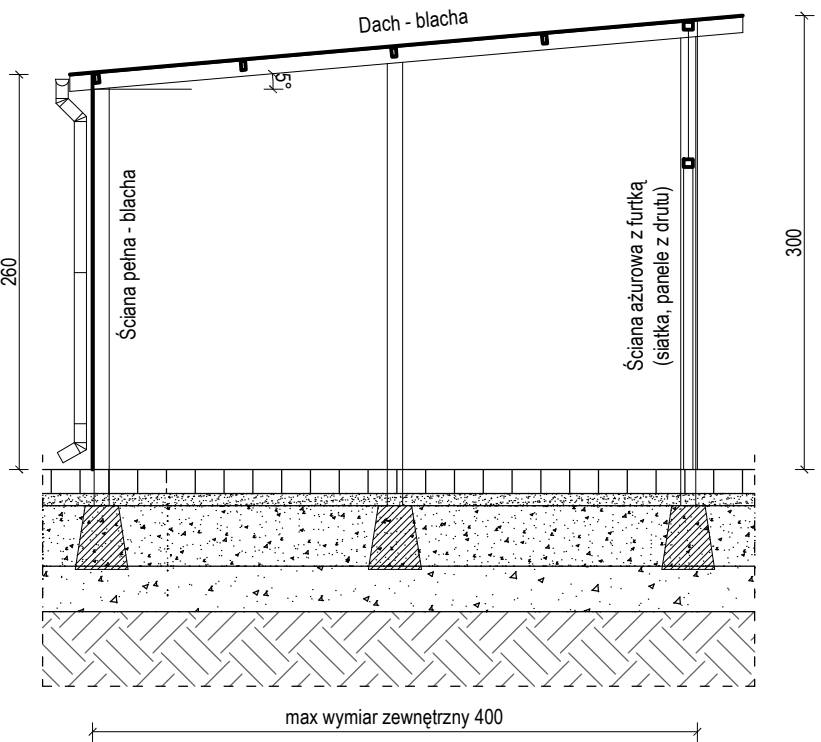 Dach - blacha
5°
260
Ściana pełna - blacha
Ściana ażurowa z furtką
(siatka, panele z drutu)
300
max wymiar zewnętrzny 400